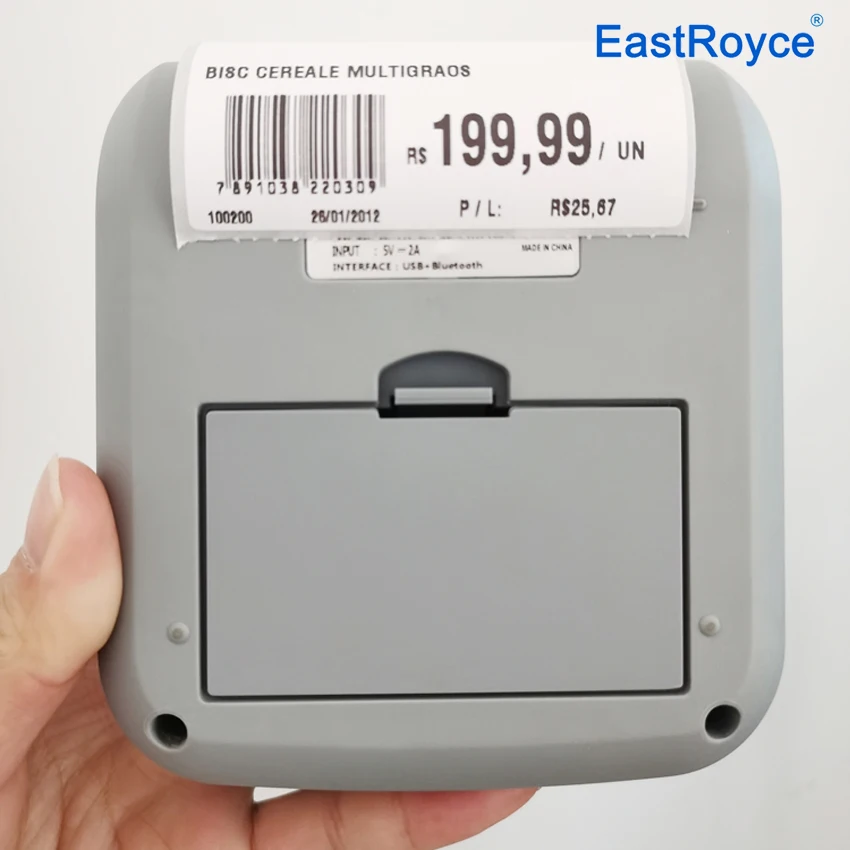 EastRoyce®
BISC CEREALE MULTIGRAOS
R$ 199,99 / UN
7 891038 220309
100200 26/01/2012 P / L: R$25,67
INPUT : 5V⎓2A MADE IN CHINA
INTERFACE : USB+Bluetooth